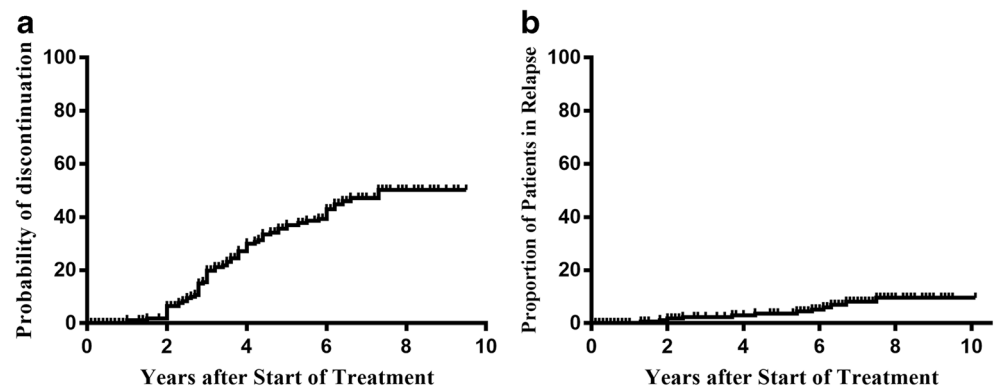 a
Probability of discontinuation
100
80
60
40
20
0
0 2 4 6 8 10
Years after Start of Treatment
b
Proportion of Patients in Relapse
100
80
60
40
20
0
0 2 4 6 8 10
Years after Start of Treatment